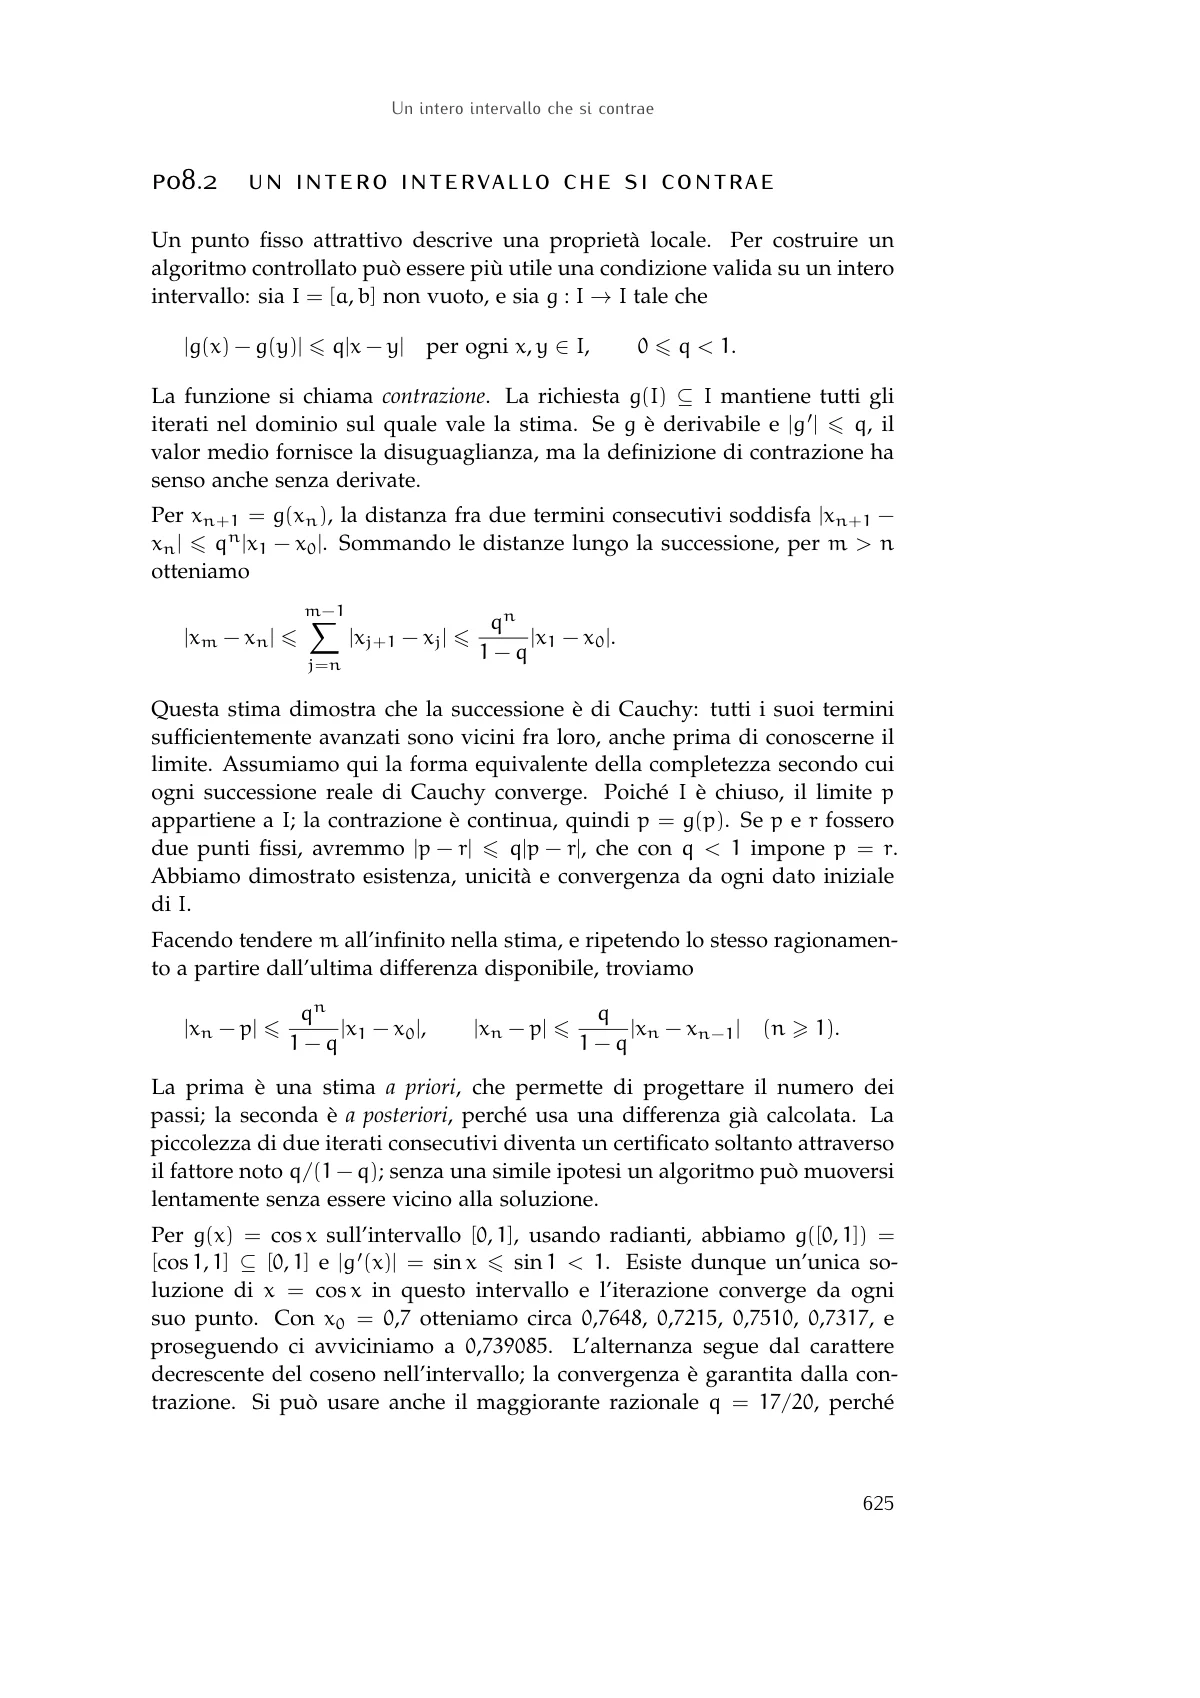 Un intero intervallo che si contrae
P08.2 UN INTERO INTERVALLO CHE SI CONTRAE
Un punto fisso attrattivo descrive una proprietà locale. Per costruire un
algoritmo controllato può essere più utile una condizione valida su un intero
intervallo: sia I = [a, b] non vuoto, e sia g : I → I tale che
|g(x) − g(y)| ⩽ q|x − y| per ogni x, y ∈ I, 0 ⩽ q < 1.
La funzione si chiama contrazione. La richiesta g(I) ⊆ I mantiene tutti gli
iterati nel dominio sul quale vale la stima. Se g è derivabile e |g′| ⩽ q, il
valor medio fornisce la disuguaglianza, ma la definizione di contrazione ha
senso anche senza derivate.
Per xₙ₊₁ = g(xₙ), la distanza fra due termini consecutivi soddisfa |xₙ₊₁ −
xₙ| ⩽ qⁿ|x₁ − x₀|. Sommando le distanze lungo la successione, per m > n
otteniamo
|xₘ − xₙ| ⩽ ∑_{j=n}^{m−1} |x_{j+1} − x_j| ⩽ \frac{qⁿ}{1 − q}|x₁ − x₀|.
Questa stima dimostra che la successione è di Cauchy: tutti i suoi termini
sufficientemente avanzati sono vicini fra loro, anche prima di conoscerne il
limite. Assumiamo qui la forma equivalente della completezza secondo cui
ogni successione reale di Cauchy converge. Poiché I è chiuso, il limite p
appartiene a I; la contrazione è continua, quindi p = g(p). Se p e r fossero
due punti fissi, avremmo |p − r| ⩽ q|p − r|, che con q < 1 impone p = r.
Abbiamo dimostrato esistenza, unicità e convergenza da ogni dato iniziale
di I.
Facendo tendere m all'infinito nella stima, e ripetendo lo stesso ragionamen-
to a partire dall'ultima differenza disponibile, troviamo
|xₙ − p| ⩽ \frac{qⁿ}{1 − q}|x₁ − x₀|, |xₙ − p| ⩽ \frac{q}{1 − q}|xₙ − xₙ₋₁| (n ⩾ 1).
La prima è una stima a priori, che permette di progettare il numero dei
passi; la seconda è a posteriori, perché usa una differenza già calcolata. La
piccolezza di due iterati consecutivi diventa un certificato soltanto attraverso
il fattore noto q/(1 − q); senza una simile ipotesi un algoritmo può muoversi
lentamente senza essere vicino alla soluzione.
Per g(x) = cos x sull'intervallo [0, 1], usando radianti, abbiamo g([0, 1]) =
[cos 1, 1] ⊆ [0, 1] e |g′(x)| = sin x ⩽ sin 1 < 1. Esiste dunque un'unica so-
luzione di x = cos x in questo intervallo e l'iterazione converge da ogni
suo punto. Con x₀ = 0,7 otteniamo circa 0,7648, 0,7215, 0,7510, 0,7317, e
proseguendo ci avviciniamo a 0,739085. L'alternanza segue dal carattere
decrescente del coseno nell'intervallo; la convergenza è garantita dalla con-
trazione. Si può usare anche il maggiorante razionale q = 17/20, perché
625